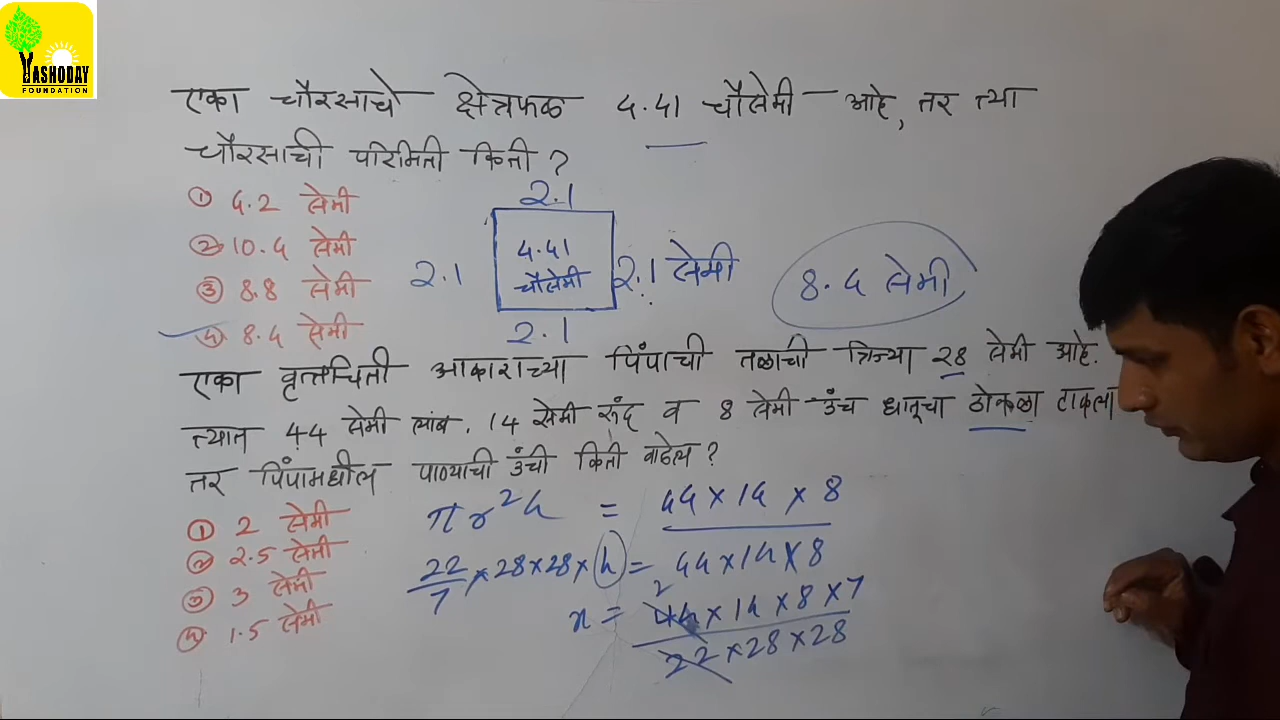 YASHODAY
FOUNDATION
एका चौरसाचे क्षेत्रफळ 4.41 चौसेमी आहे, तर त्या
चौरसाची परिमिती किती ?
① 4.2 सेमी
② 10.4 सेमी
③ 8.8 सेमी
④ 8.4 सेमी
2.1
2.1
4.41
चौसेमी
2.1 सेमी
2.1
8.4 सेमी
एका वृत्तचिती आकाराच्या पिंपाची तळाची त्रिज्या 28 सेमी आहे.
त्यात 44 सेमी लांब, 14 सेमी रूंद व 8 सेमी उंच धातूचा ठोकळा टाकला
तर पिंपामधील पाण्याची उंची किती वाढेल ?
① 2 सेमी
② 2.5 सेमी
③ 3 सेमी
④ 1.5 सेमी
πr²h = 44×14×8
22/7 × 28×28×h = 44×14×8
2
x = 44×14×8×7
22×28×28